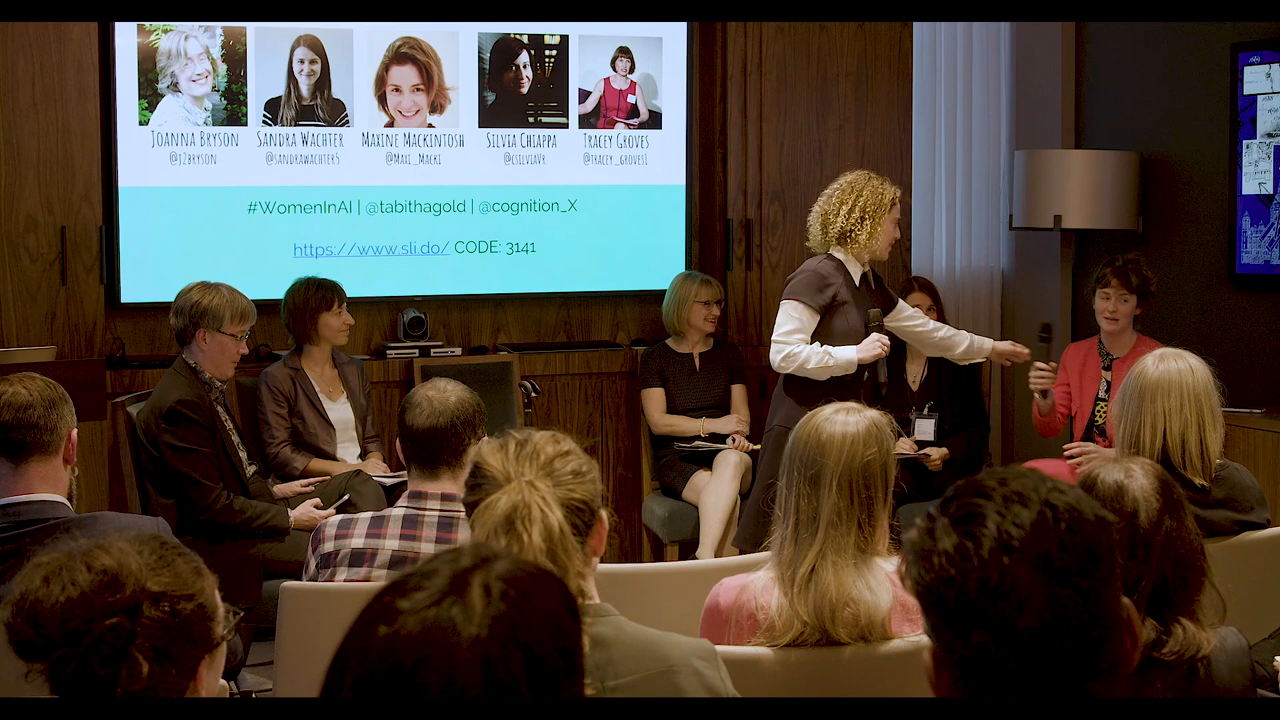 JOANNA BRYSON SANDRA WACHTER MAXINE MACKINTOSH SILVIA CHIAPPA TRACEY GROVES
@j2bryson @sandrawachter5 @Maxi_Macki @csilviavr @tracey_groves1
#WomenInAI | @tabithagold | @cognition_X
https://www.sli.do/ CODE: 3141